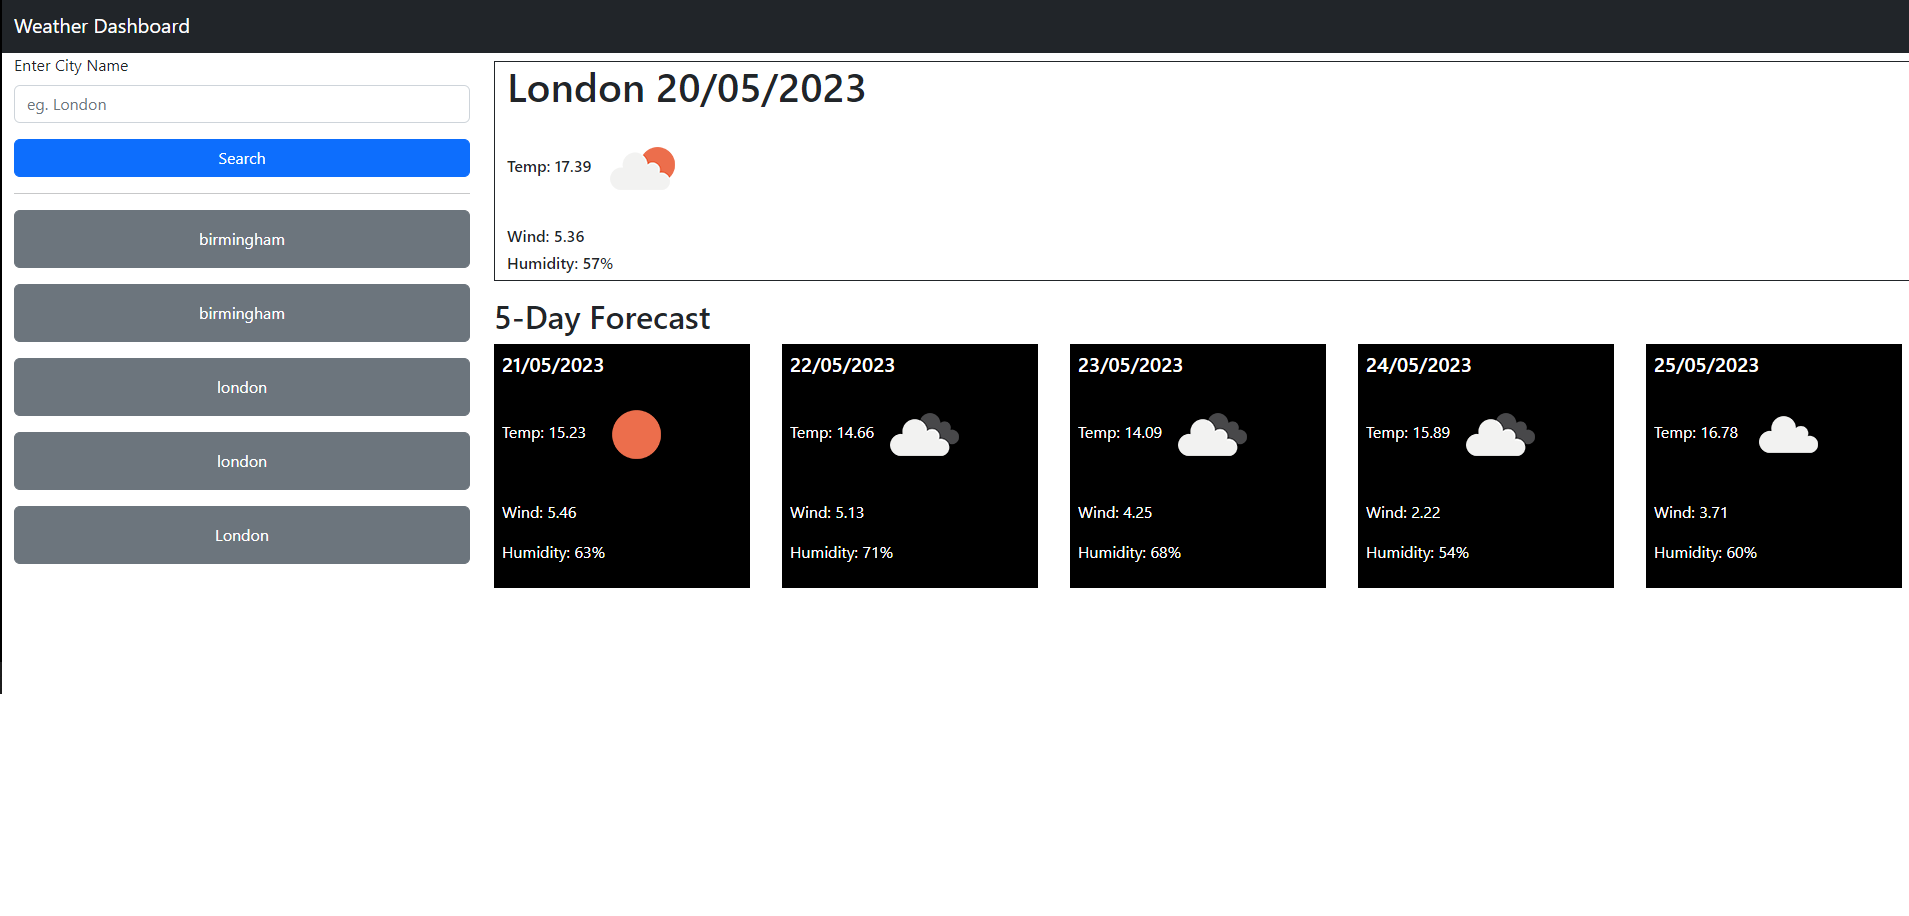 Weather Dashboard
Enter City Name
eg. London
Search
birmingham
birmingham
london
london
London
London 20/05/2023
Temp: 17.39
Wind: 5.36
Humidity: 57%
5-Day Forecast
21/05/2023
Temp: 15.23
Wind: 5.46
Humidity: 63%
22/05/2023
Temp: 14.66
Wind: 5.13
Humidity: 71%
23/05/2023
Temp: 14.09
Wind: 4.25
Humidity: 68%
24/05/2023
Temp: 15.89
Wind: 2.22
Humidity: 54%
25/05/2023
Temp: 16.78
Wind: 3.71
Humidity: 60%